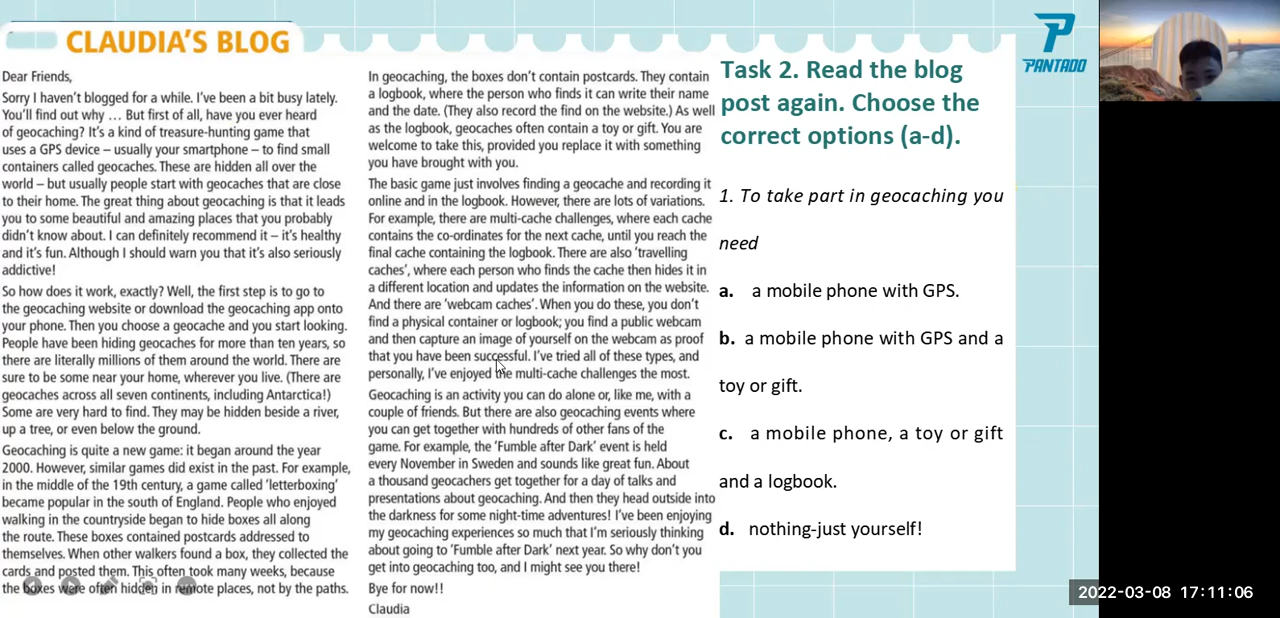 CLAUDIA'S BLOG
Dear Friends,
Sorry I haven't blogged for a while. I've been a bit busy lately.
You'll find out why … But first of all, have you ever heard
of geocaching? It's a kind of treasure-hunting game that
uses a GPS device – usually your smartphone – to find small
containers called geocaches. These are hidden all over the
world – but usually people start with geocaches that are close
to their home. The great thing about geocaching is that it leads
you to some beautiful and amazing places that you probably
didn't know about. I can definitely recommend it – it's healthy
and it's fun. Although I should warn you that it's also seriously
addictive!
So how does it work, exactly? Well, the first step is to go to
the geocaching website or download the geocaching app onto
your phone. Then you choose a geocache and you start looking.
People have been hiding geocaches for more than ten years, so
there are literally millions of them around the world. There are
sure to be some near your home, wherever you live. (There are
geocaches across all seven continents, including Antarctica!)
Some are very hard to find. They may be hidden beside a river,
up a tree, or even below the ground.
Geocaching is quite a new game: it began around the year
2000. However, similar games did exist in the past. For example,
in the middle of the 19th century, a game called 'letterboxing'
became popular in the south of England. People who enjoyed
walking in the countryside began to hide boxes all along
the route. These boxes contained postcards addressed to
themselves. When other walkers found a box, they collected the
cards and posted them. This often took many weeks, because
the boxes were often hidden in remote places, not by the paths.
In geocaching, the boxes don't contain postcards. They contain
a logbook, where the person who finds it can write their name
and the date. (They also record the find on the website.) As well
as the logbook, geocaches often contain a toy or gift. You are
welcome to take this, provided you replace it with something
you have brought with you.
The basic game just involves finding a geocache and recording it
online and in the logbook. However, there are lots of variations.
For example, there are multi-cache challenges, where each cache
contains the co-ordinates for the next cache, until you reach the
final cache containing the logbook. There are also 'travelling
caches', where each person who finds the cache then hides it in
a different location and updates the information on the website.
And there are 'webcam caches'. When you do these, you don't
find a physical container or logbook; you find a public webcam
and then capture an image of yourself on the webcam as proof
that you have been successful. I've tried all of these types, and
personally, I've enjoyed the multi-cache challenges the most.
Geocaching is an activity you can do alone or, like me, with a
couple of friends. But there are also geocaching events where
you can get together with hundreds of other fans of the
game. For example, the 'Fumble after Dark' event is held
every November in Sweden and sounds like great fun. About
a thousand geocachers get together for a day of talks and
presentations about geocaching. And then they head outside into
the darkness for some night-time adventures! I've been enjoying
my geocaching experiences so much that I'm seriously thinking
about going to 'Fumble after Dark' next year. So why don't you
get into geocaching too, and I might see you there!
Bye for now!!
Claudia
Task 2. Read the blog
post again. Choose the
correct options (a-d).
1. To take part in geocaching you
need
a. a mobile phone with GPS.
b. a mobile phone with GPS and a
toy or gift.
c. a mobile phone, a toy or gift
and a logbook.
d. nothing-just yourself!
PANTADO
2022-03-08 17:11:06